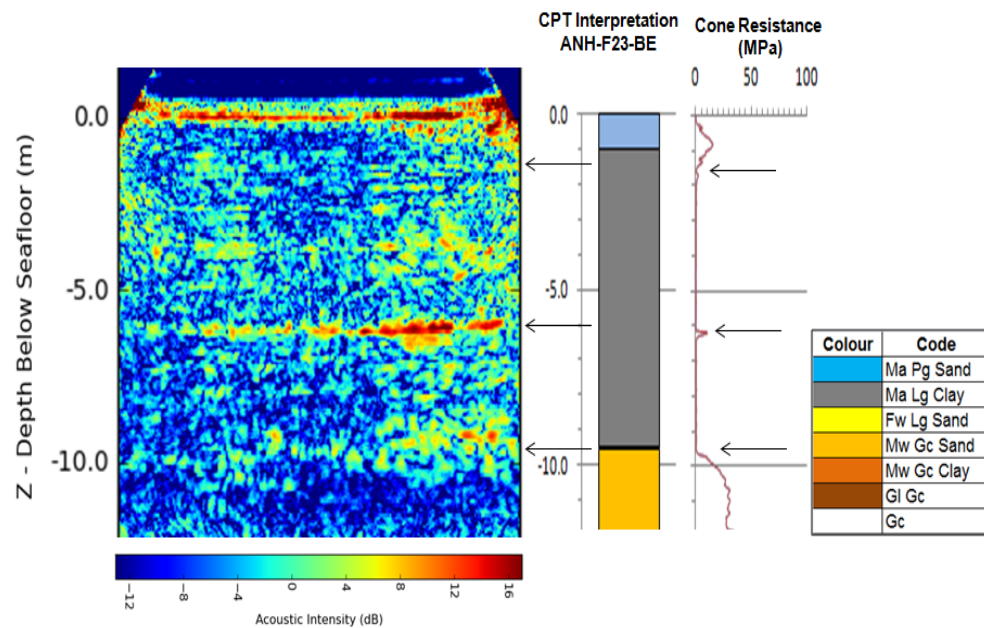 CPT Interpretation
ANH-F23-BE
Cone Resistance
(MPa)
0 50 100
Z - Depth Below Seafloor (m)
0.0
-5.0
-10.0
0.0
-5.0
-10.0
Colour Code
Ma Pg Sand
Ma Lg Clay
Fw Lg Sand
Mw Gc Sand
Mw Gc Clay
Gl Gc
Gc
−12 −8 −4 0 4 8 12 16
Acoustic Intensity (dB)